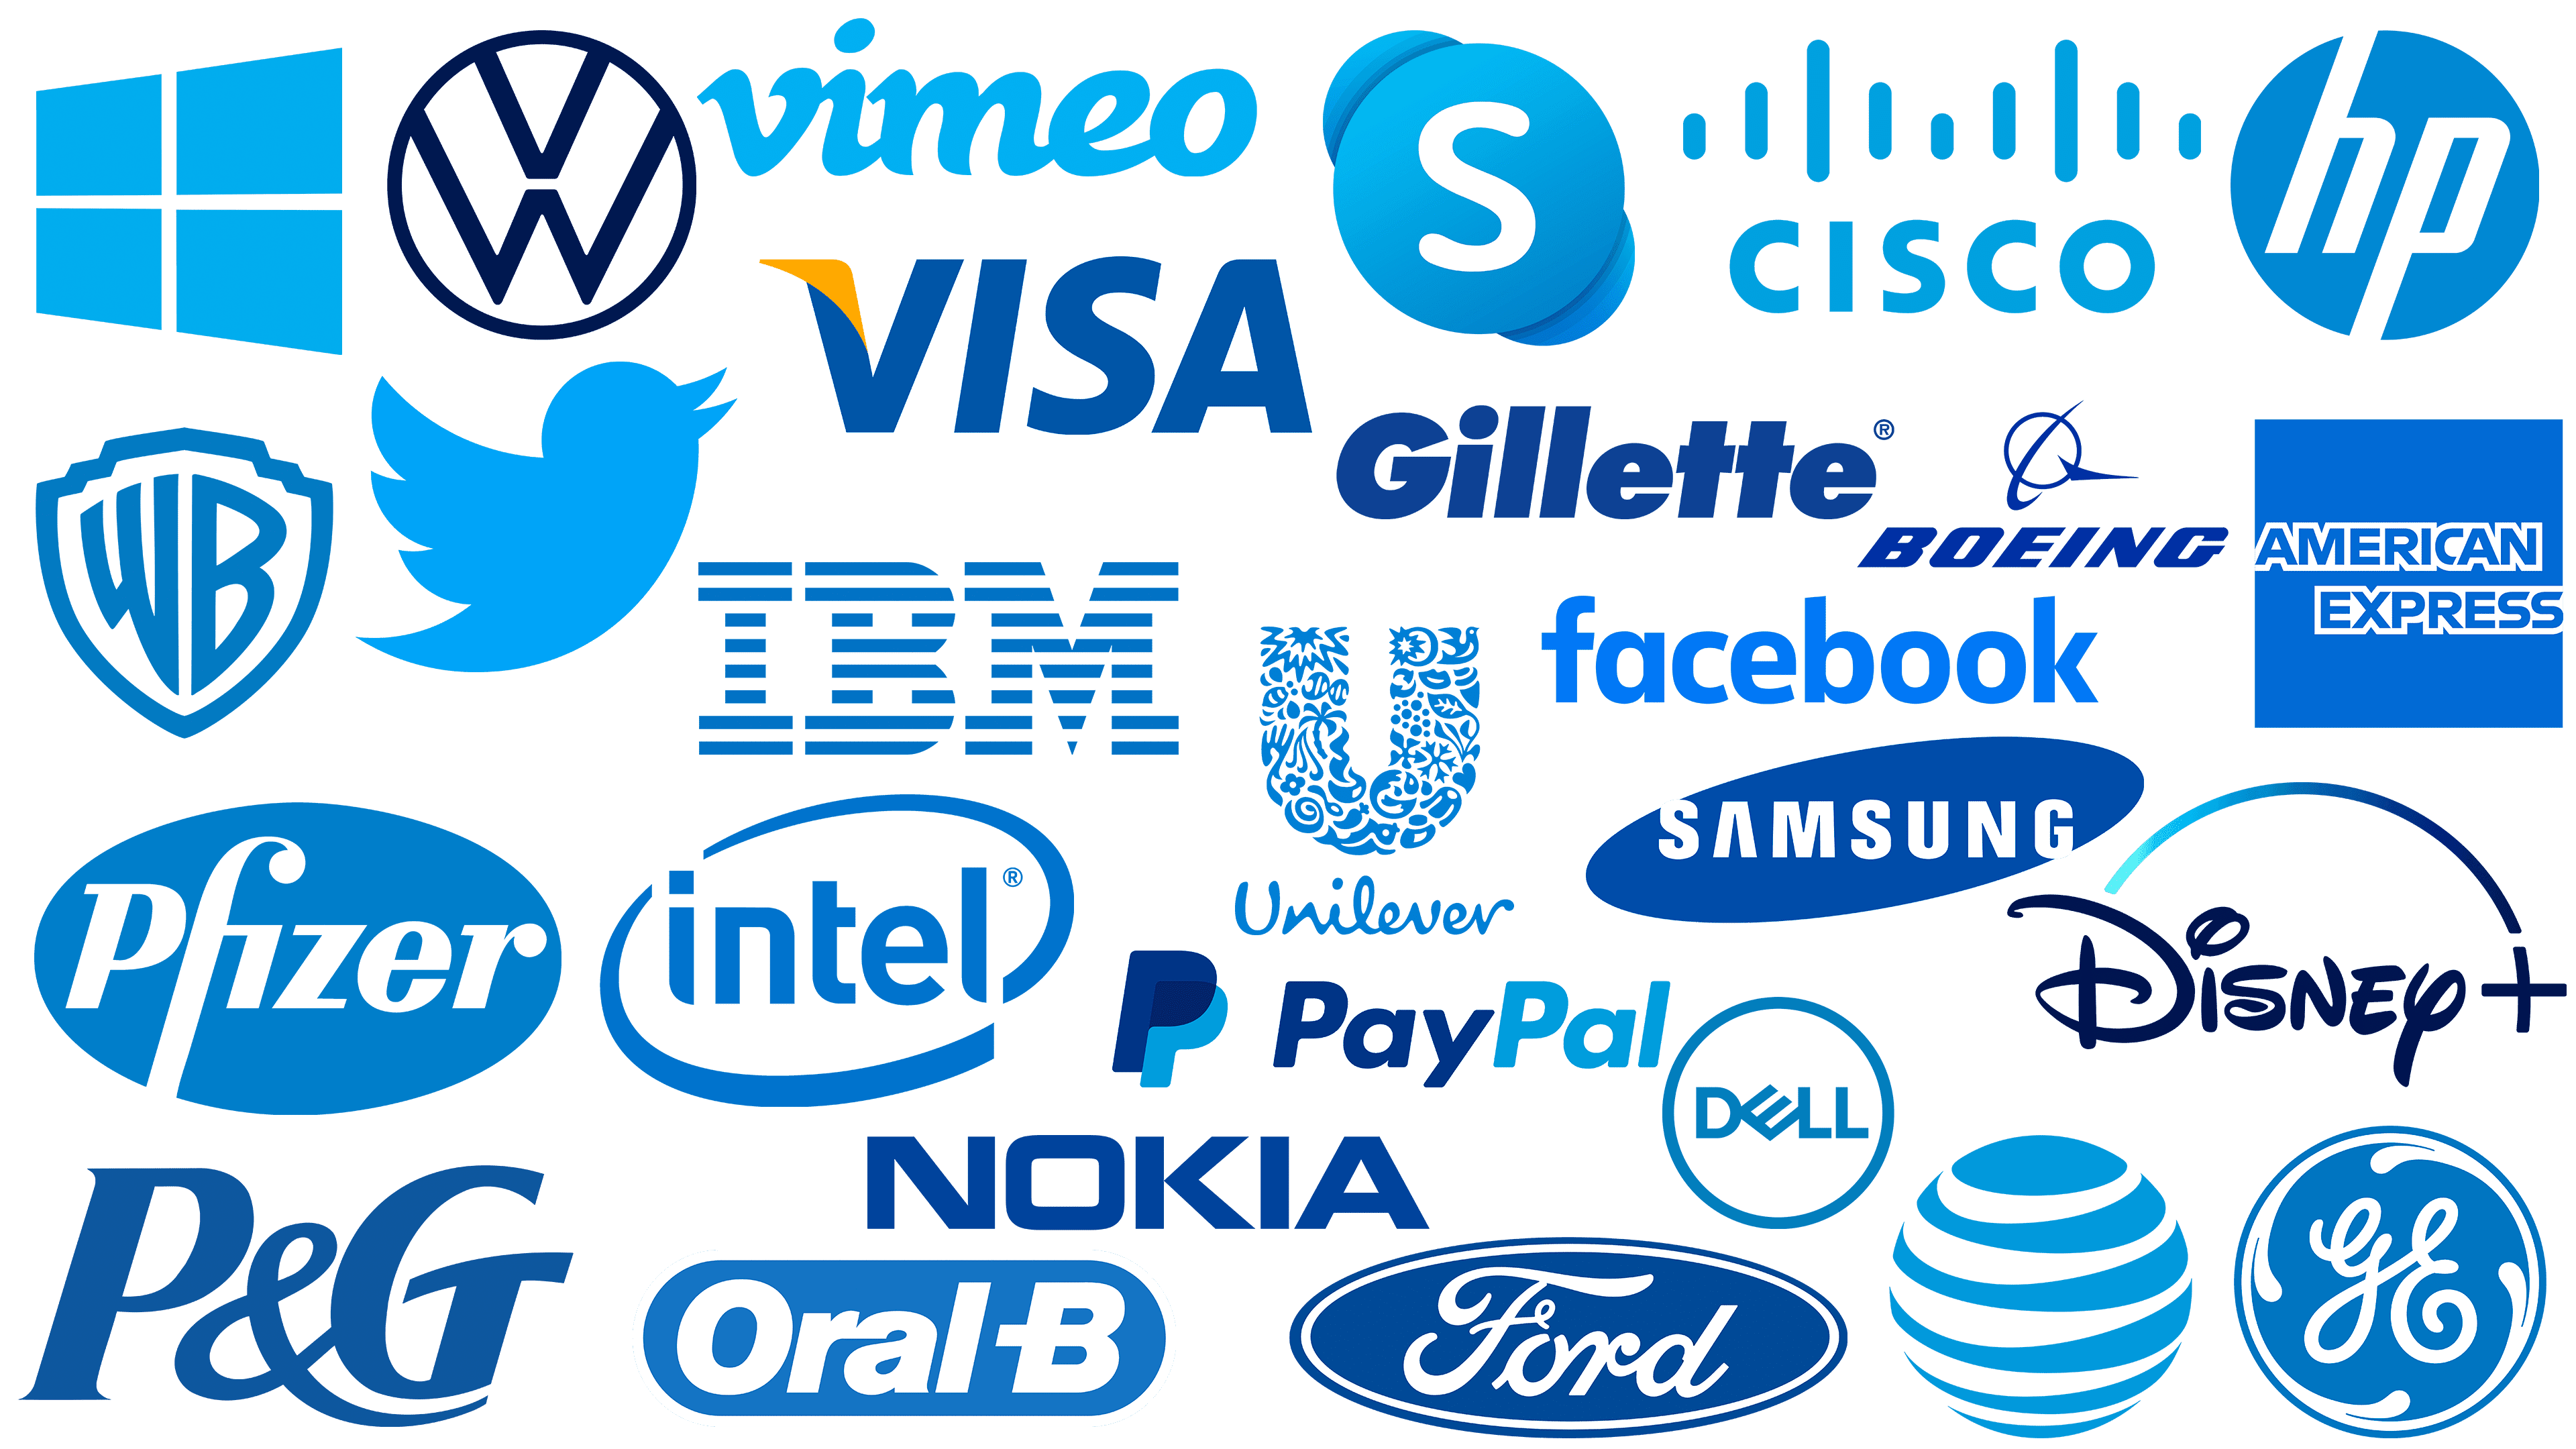 VW
vimeo
S
CISCO
hp
VISA
WB
Gillette®
BOEING
AMERICAN
EXPRESS
IBM
facebook
U
Unilever
SAMSUNG
Pfizer
intel®
P PayPal
DISNEY+
DELL
NOKIA
P&G
Oral-B
Ford
GE